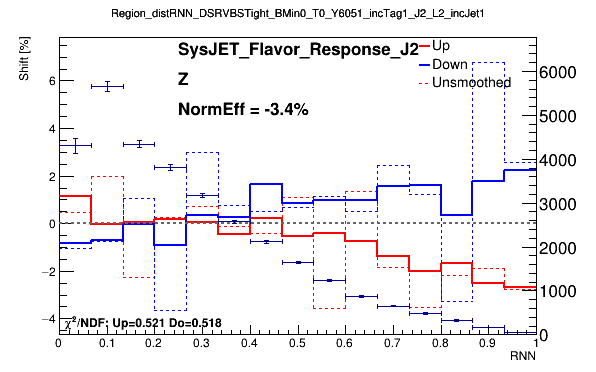 Region_distRNN_DSRVBSTight_BMin0_T0_Y6051_incTag1_J2_L2_incJet1
Shift [%]
SysJET_Flavor_Response_J2
Z
NormEff = -3.4%
Up
Down
Unsmoothed
6
4
2
0
−2
−4
6000
5000
4000
3000
2000
1000
0
χ²/NDF: Up=0.521 Do=0.518
0 0.1 0.2 0.3 0.4 0.5 0.6 0.7 0.8 0.9 1
RNN